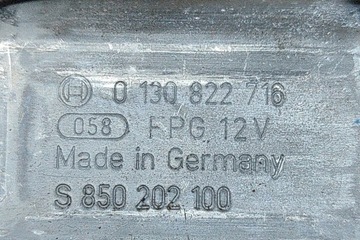 0 130 822 716
058 FPG 12V
Made in Germany
S 850 202 100